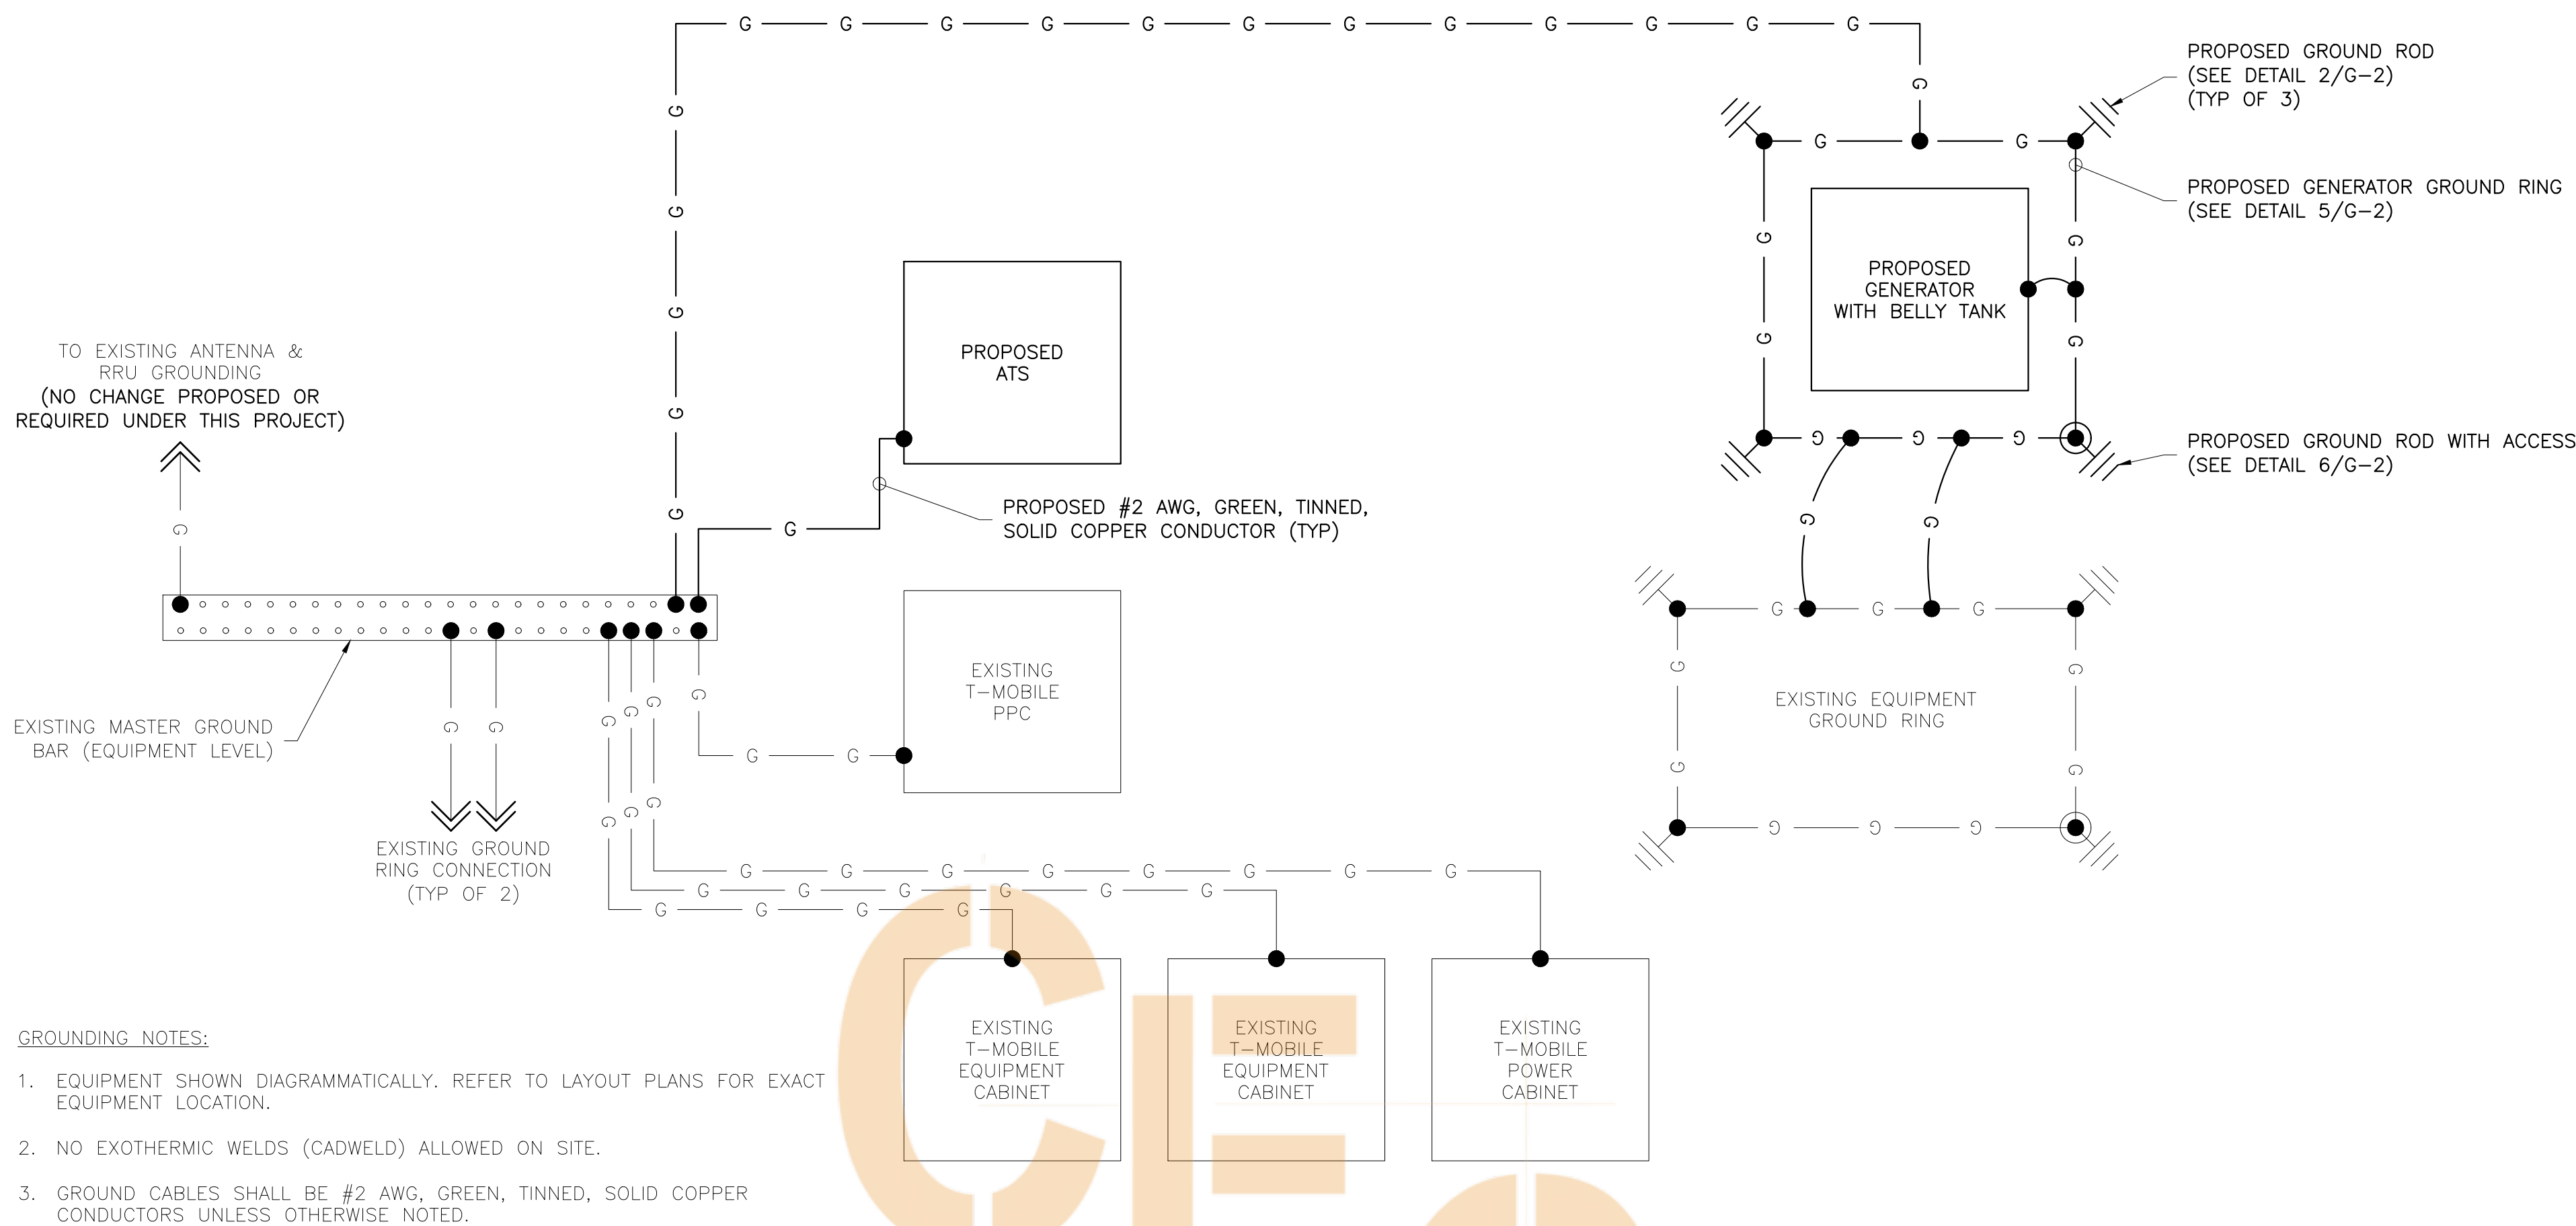 PROPOSED GROUND ROD
(SEE DETAIL 2/G-2)
(TYP OF 3)
PROPOSED GENERATOR GROUND RING
(SEE DETAIL 5/G-2)
PROPOSED
GENERATOR
WITH BELLY TANK
PROPOSED
ATS
TO EXISTING ANTENNA &
RRU GROUNDING
(NO CHANGE PROPOSED OR
REQUIRED UNDER THIS PROJECT)
PROPOSED GROUND ROD WITH ACCESS
(SEE DETAIL 6/G-2)
PROPOSED #2 AWG, GREEN, TINNED,
SOLID COPPER CONDUCTOR (TYP)
EXISTING
T-MOBILE
PPC
EXISTING EQUIPMENT
GROUND RING
EXISTING MASTER GROUND
BAR (EQUIPMENT LEVEL)
EXISTING GROUND
RING CONNECTION
(TYP OF 2)
EXISTING
T-MOBILE
EQUIPMENT
CABINET
EXISTING
T-MOBILE
EQUIPMENT
CABINET
EXISTING
T-MOBILE
POWER
CABINET
GROUNDING NOTES:
1. EQUIPMENT SHOWN DIAGRAMMATICALLY. REFER TO LAYOUT PLANS FOR EXACT
EQUIPMENT LOCATION.
2. NO EXOTHERMIC WELDS (CADWELD) ALLOWED ON SITE.
3. GROUND CABLES SHALL BE #2 AWG, GREEN, TINNED, SOLID COPPER
CONDUCTORS UNLESS OTHERWISE NOTED.